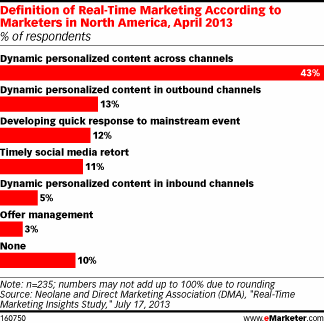 Definition of Real-Time Marketing According to
Marketers in North America, April 2013
% of respondents
Dynamic personalized content across channels
43%
Dynamic personalized content in outbound channels
13%
Developing quick response to mainstream event
12%
Timely social media retort
11%
Dynamic personalized content in inbound channels
5%
Offer management
3%
None
10%
Note: n=235; numbers may not add up to 100% due to rounding
Source: Neolane and Direct Marketing Association (DMA), "Real-Time
Marketing Insights Study," July 17, 2013
160750
www.eMarketer.com